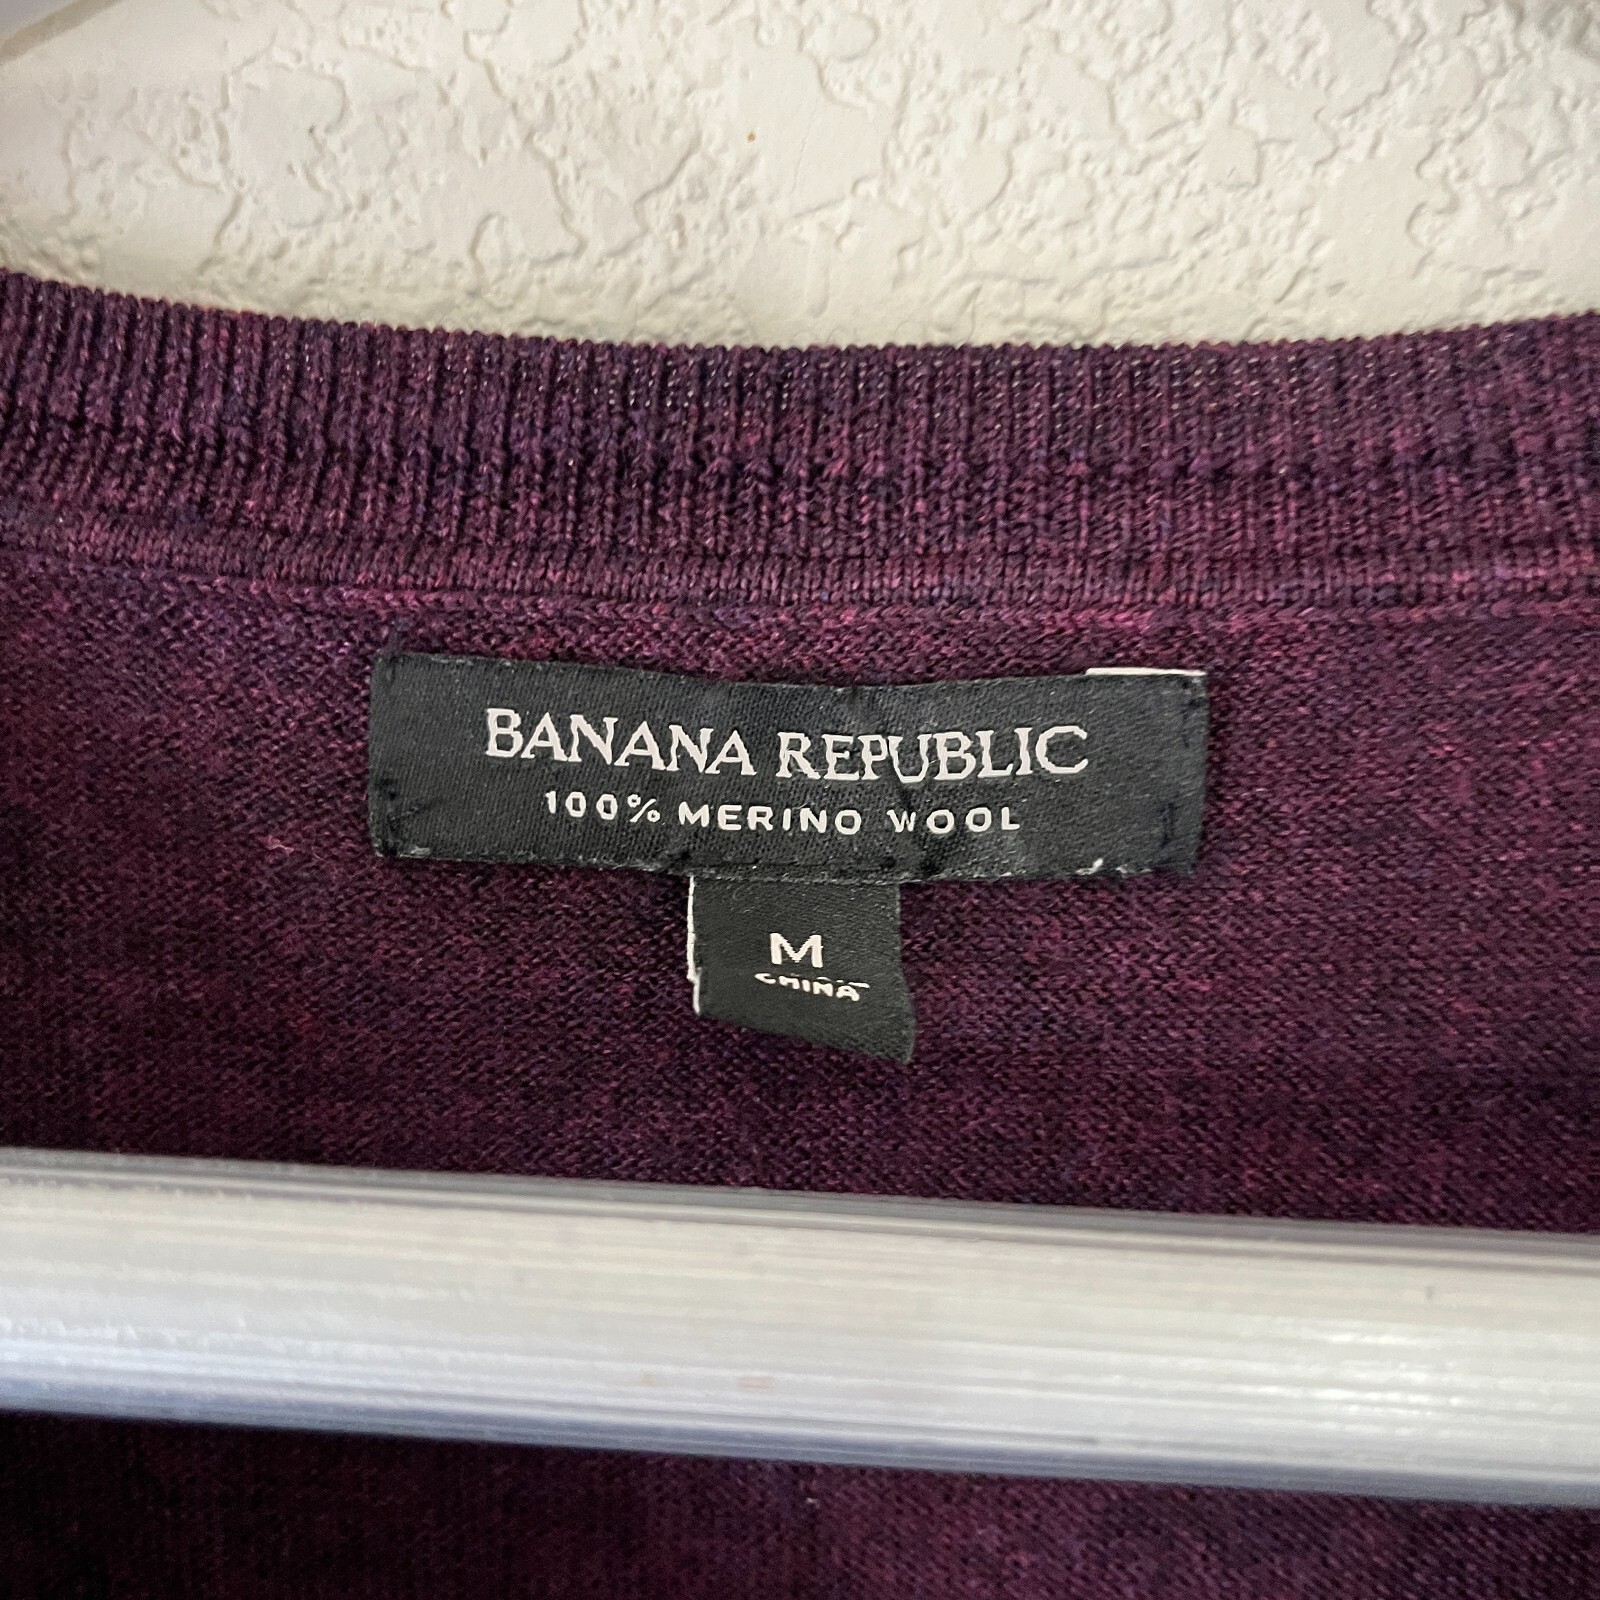 BANANA REPUBLIC
100% MERINO WOOL
M
CHINA